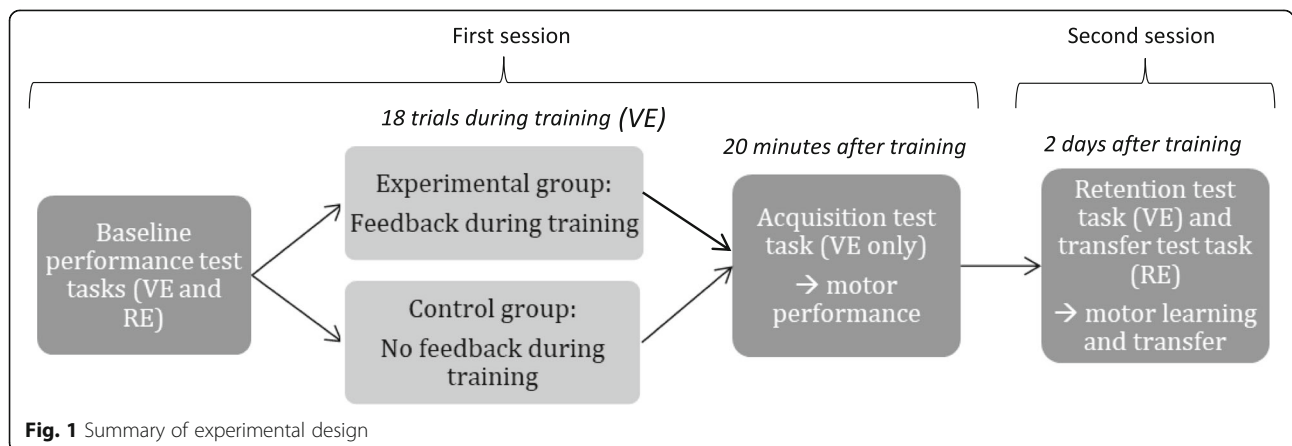 First session
Second session
18 trials during training (VE)
20 minutes after training
2 days after training
Baseline
performance test
tasks (VE and
RE)
Experimental group:
Feedback during training
Control group:
No feedback during
training
Acquisition test
task (VE only)
→ motor
performance
Retention test
task (VE) and
transfer test task
(RE)
→ motor learning
and transfer
Fig. 1 Summary of experimental design